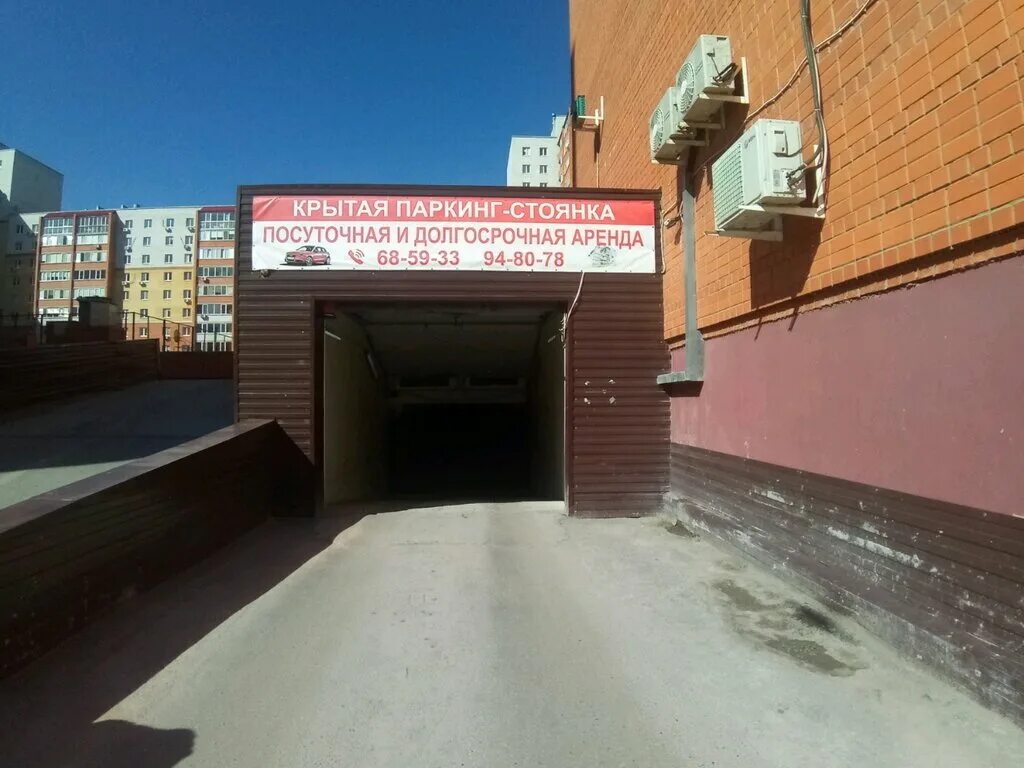 КРЫТАЯ ПАРКИНГ-СТОЯНКА
ПОСУТОЧНАЯ И ДОЛГОСРОЧНАЯ АРЕНДА
68-59-33 94-80-78